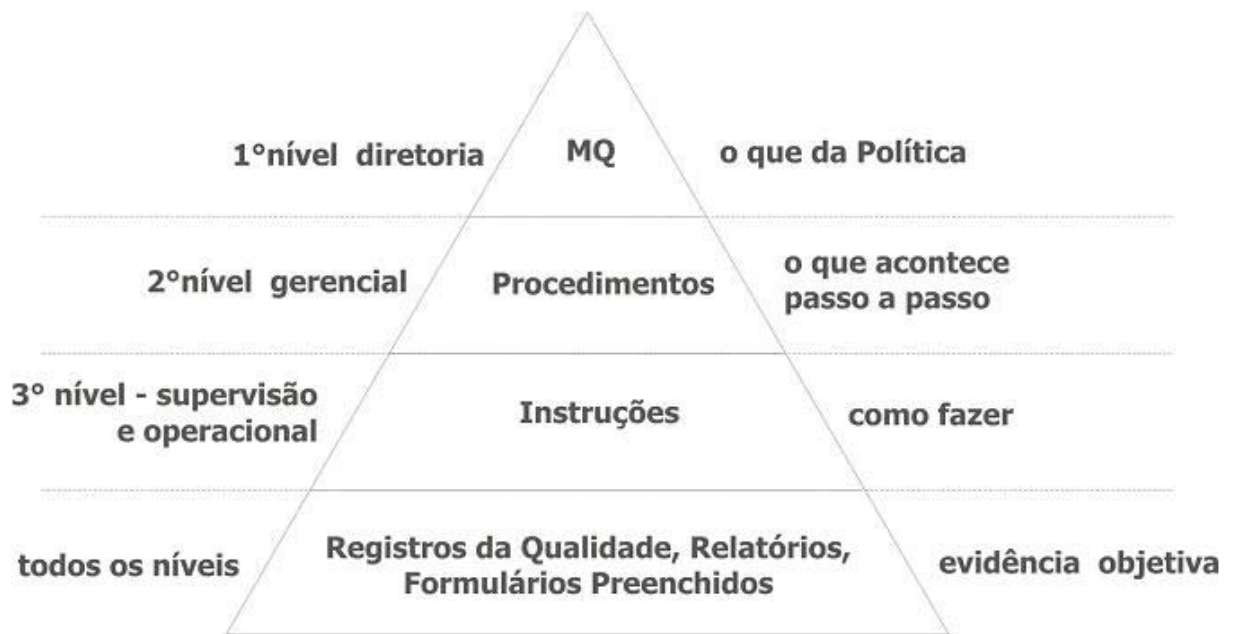 1°nível diretoria
MQ
o que da Política
2°nível gerencial
Procedimentos
o que acontece
passo a passo
3° nível - supervisão
e operacional
Instruções
como fazer
todos os níveis
Registros da Qualidade, Relatórios,
Formulários Preenchidos
evidência objetiva